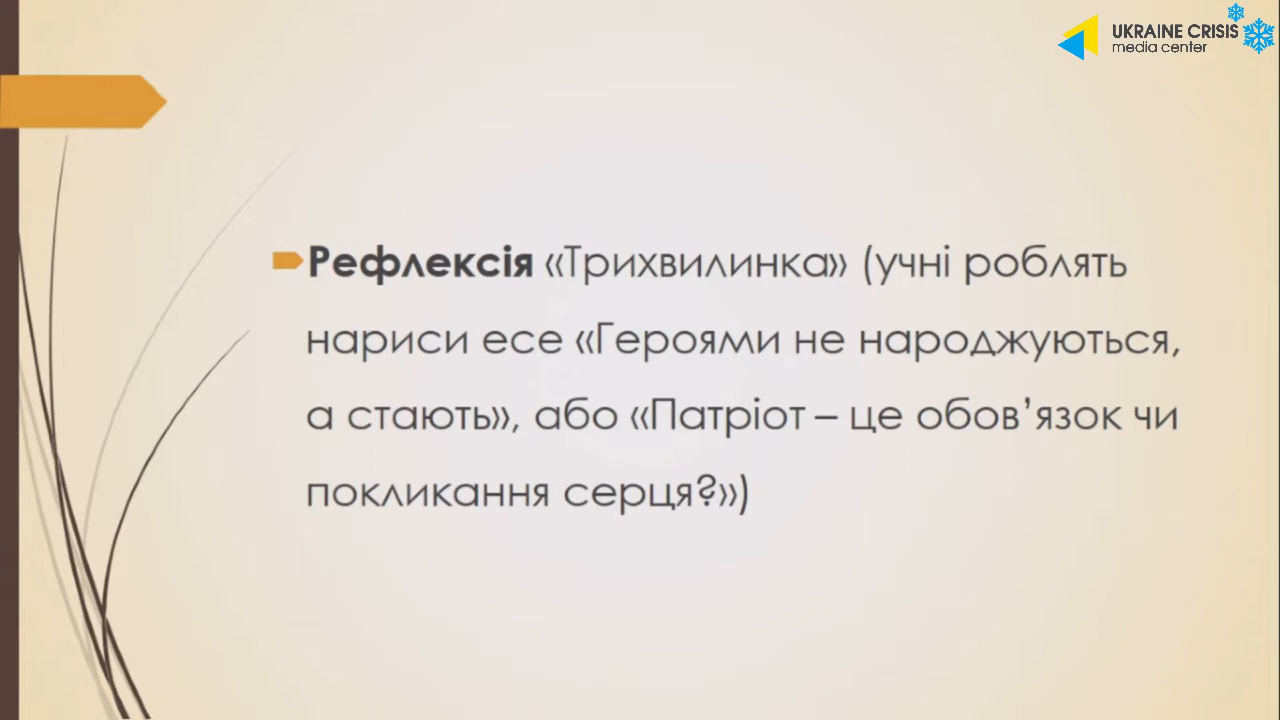 UKRAINE CRISIS
media center
Рефлексія «Трихвилинка» (учні роблять
нариси есе «Героями не народжуються,
а стають», або «Патріот – це обов’язок чи
покликання серця?»)